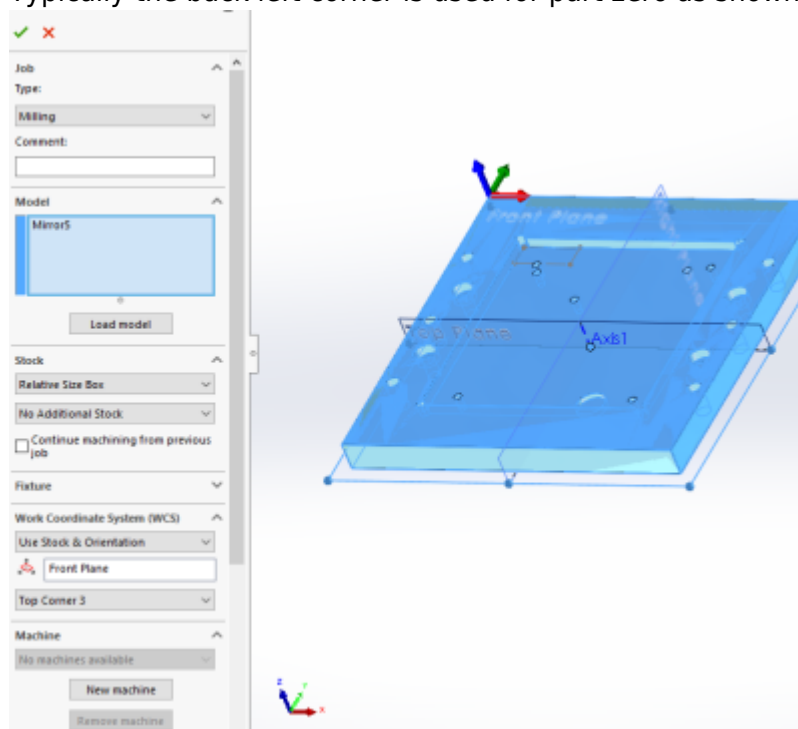 Typically the back left corner is used for part zero as shown
Job
Type:
Milling
Comment:
Model
Mirror5
Load model
Stock
Relative Size Box
No Additional Stock
Continue machining from previous
job
Fixture
Work Coordinate System (WCS)
Use Stock & Orientation
Front Plane
Top Corner 3
Machine
No machines available
New machine
Remove machine
Front Plane
Top Plane
Axis1
z
Y
x